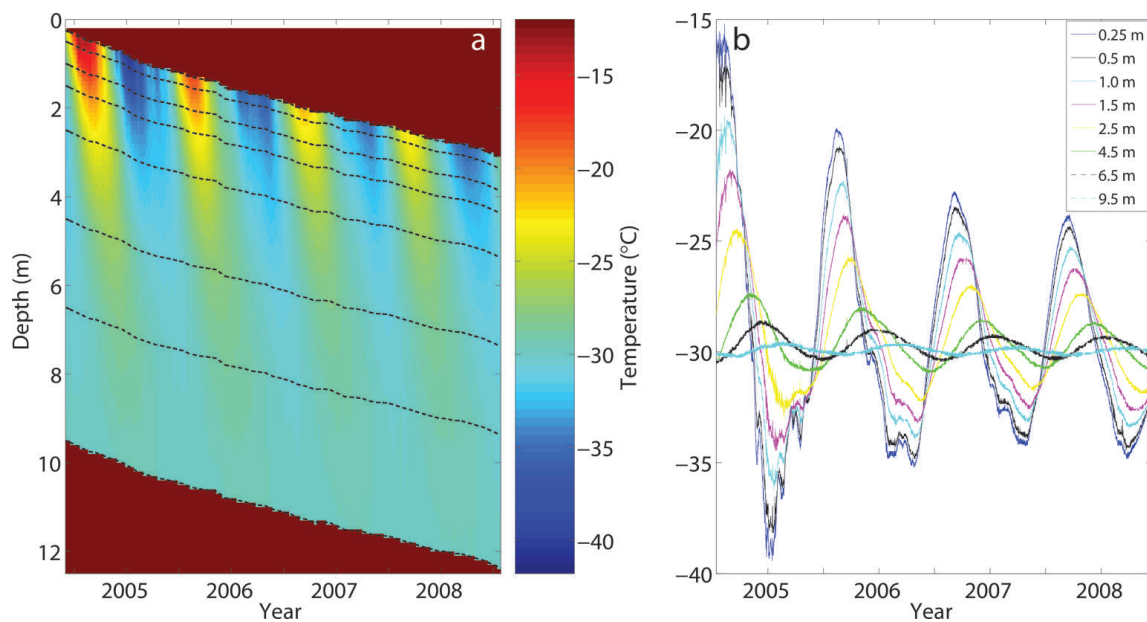 a
0
2
4
6
8
10
12
Depth (m)
2005
2006
2007
2008
Year
−15
−20
−25
−30
−35
−40
Temperature (°C)
b
−15
−20
−25
−30
−35
−40
2005
2006
2007
2008
Year
0.25 m
0.5 m
1.0 m
1.5 m
2.5 m
4.5 m
6.5 m
9.5 m